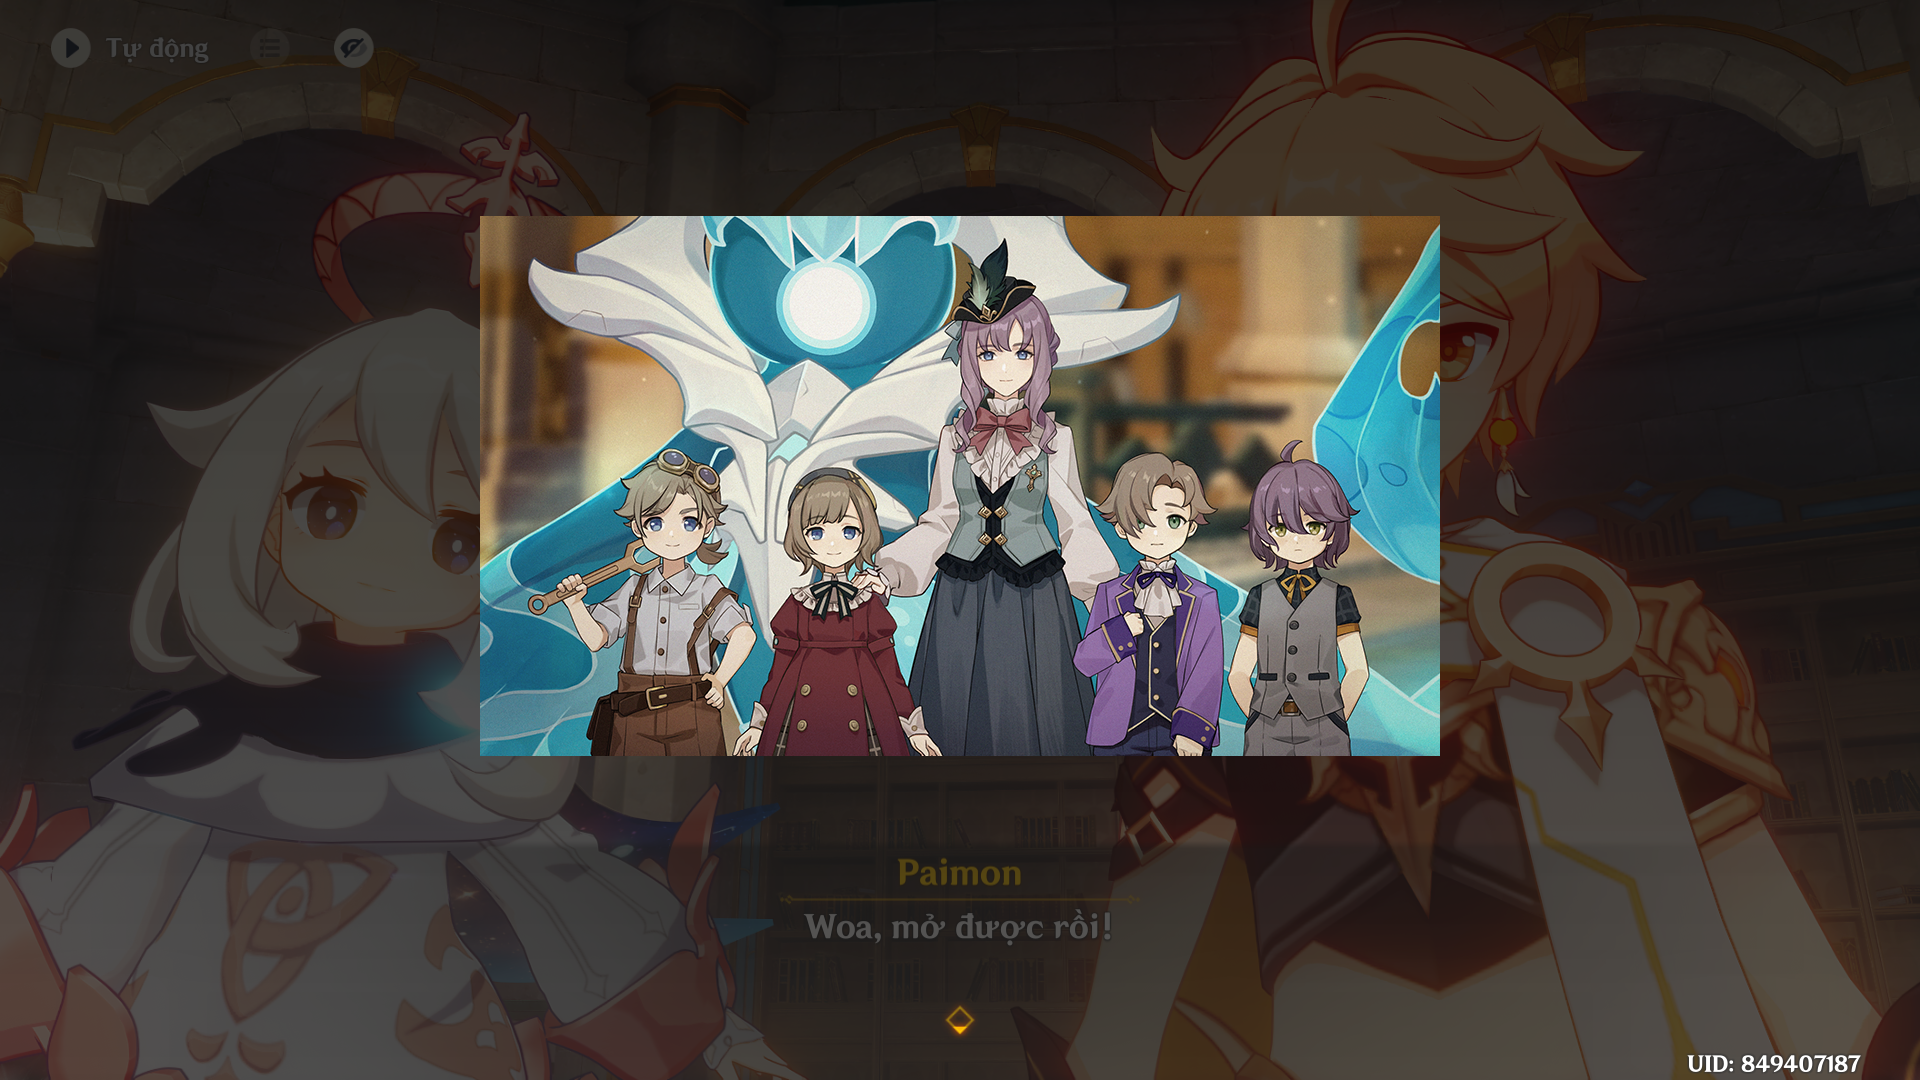 Tự động
Paimon
Woa, mở được rồi!
UID: 849407187